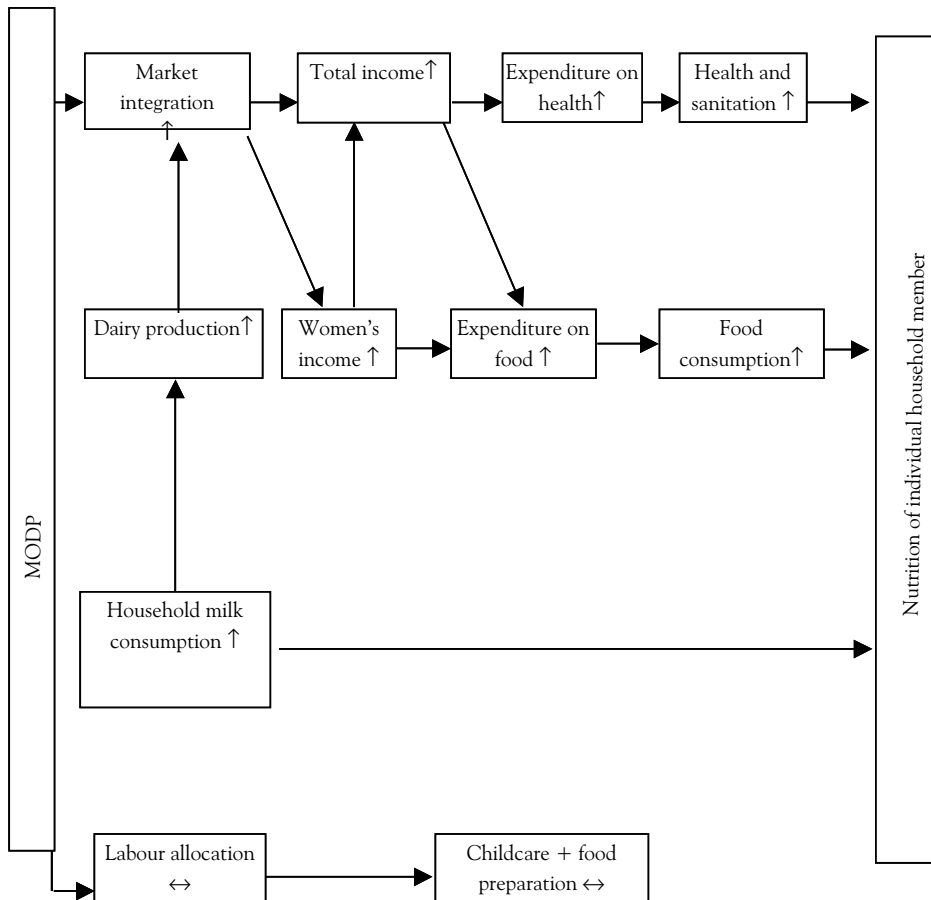 MODP
Market
integration
↑
Total income↑
Expenditure on
health↑
Health and
sanitation ↑
Dairy production↑
Women's
income ↑
Expenditure on
food ↑
Food
consumption↑
Household milk
consumption ↑
Labour allocation
↔
Childcare + food
preparation ↔
Nutrition of individual household member